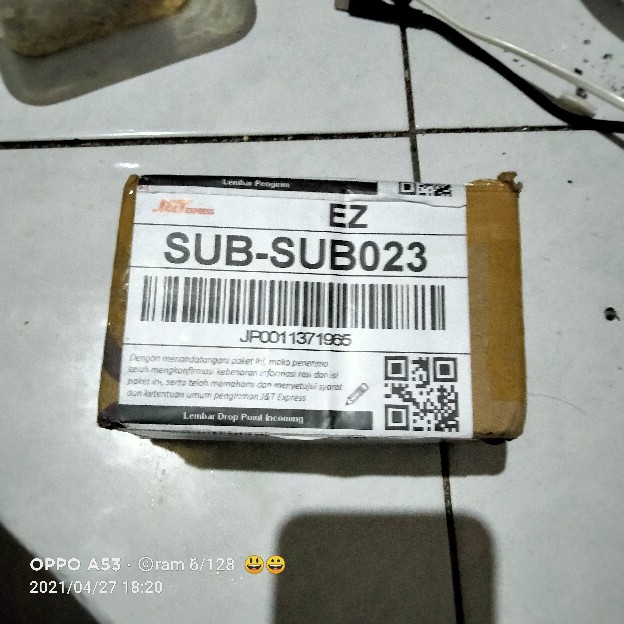 Lembar Pengirim
J&T EXPRESS
EZ
SUB-SUB023
JP0011371965
Dengan menandatangani paket ini, maka penerima
telah mengkonfirmasi kebenaran informasi resi dan isi
paket ini, serta telah memahami dan menyetujui syarat
dan ketentuan umum pengiriman J&T Express
Lembar Drop Point Incoming
OPPO A53 · ©ram 6/128 😃😀
2021/04/27 18:20